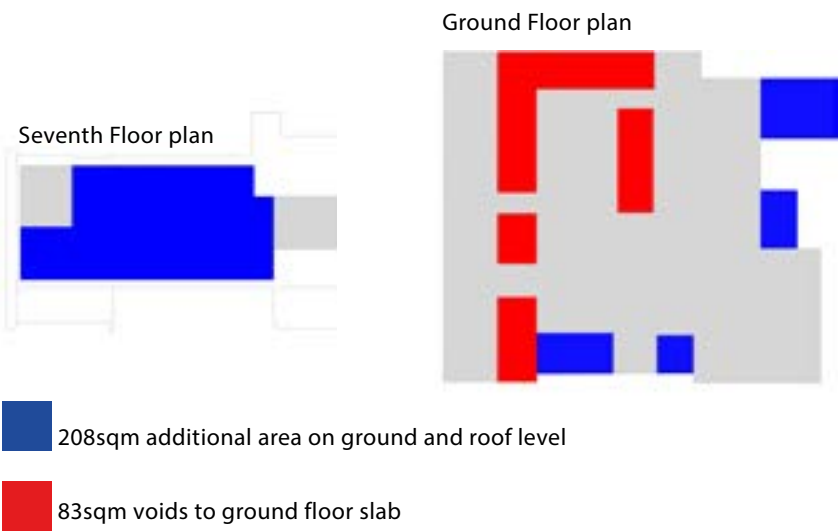 Ground Floor plan
Seventh Floor plan
208sqm additional area on ground and roof level
83sqm voids to ground floor slab